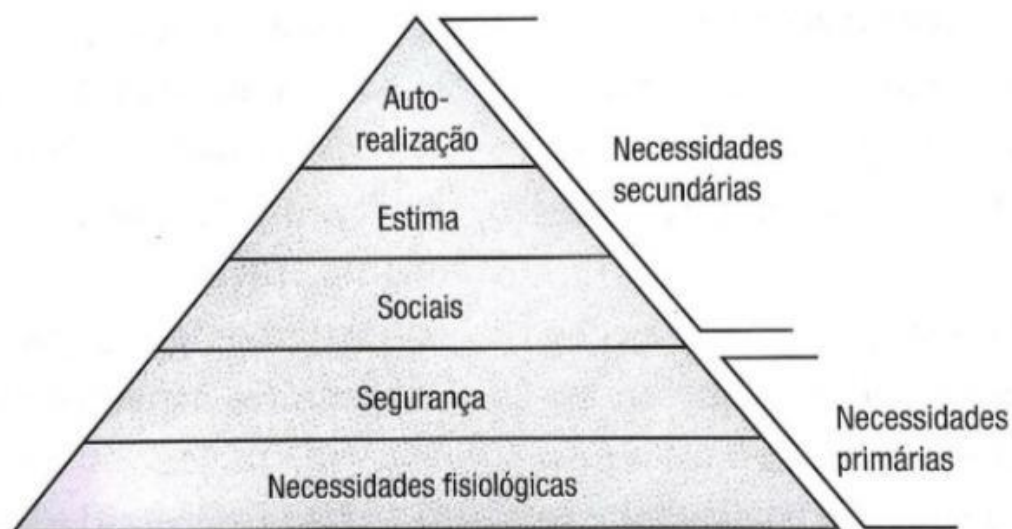 Auto-
realização
Necessidades
secundárias
Estima
Sociais
Segurança
Necessidades
primárias
Necessidades fisiológicas